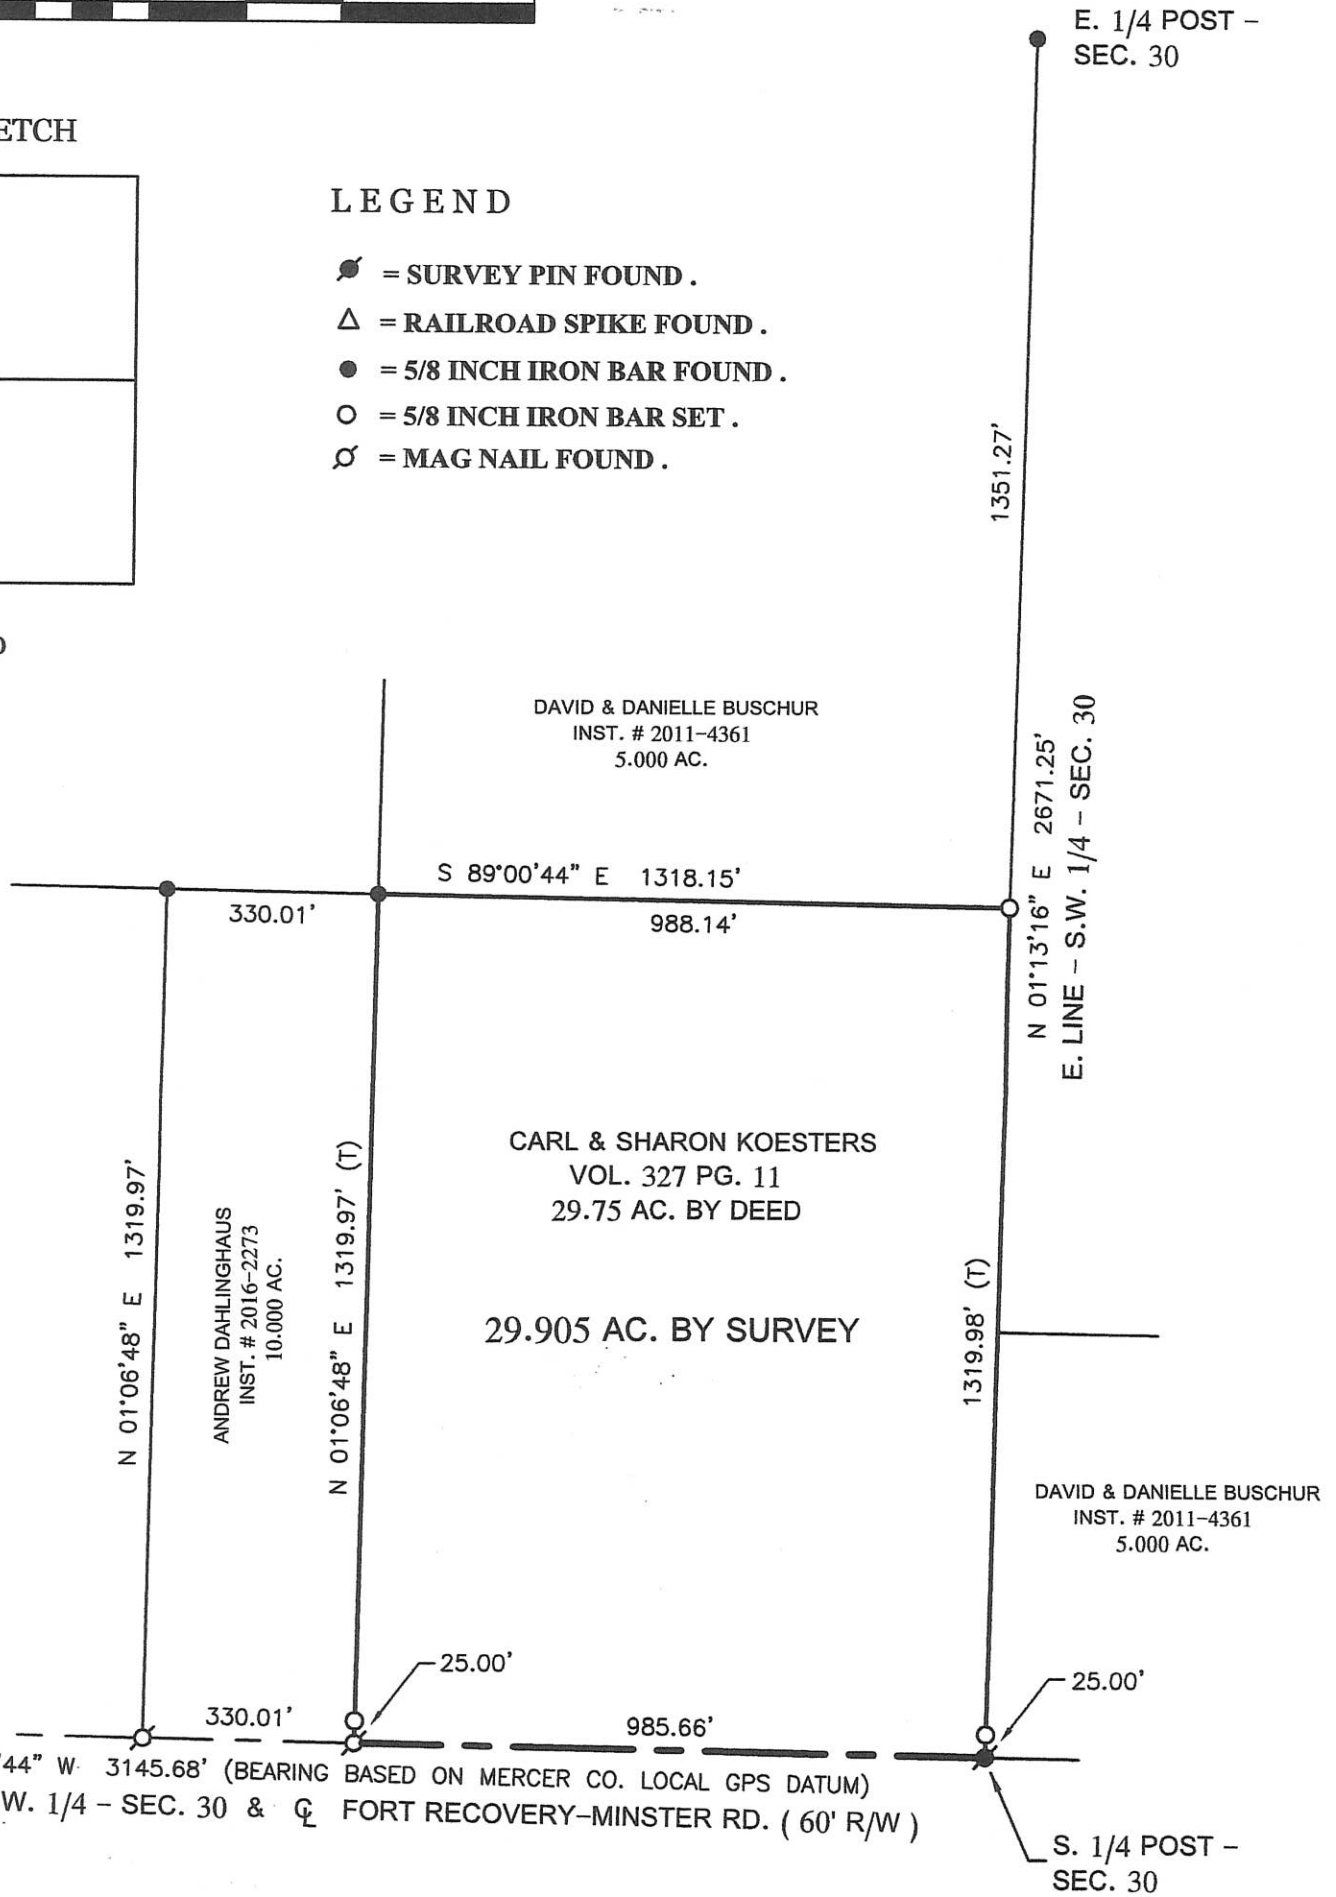 E. 1/4 POST –
SEC. 30
ETCH
LEGEND
= SURVEY PIN FOUND .
= RAILROAD SPIKE FOUND .
= 5/8 INCH IRON BAR FOUND .
= 5/8 INCH IRON BAR SET .
= MAG NAIL FOUND .
1351.27'
DAVID & DANIELLE BUSCHUR
INST. # 2011–4361
5.000 AC.
N 01°13'16" E 2671.25'
E. LINE – S.W. 1/4 – SEC. 30
S 89°00'44" E 1318.15'
330.01'
988.14'
N 01°06'48" E 1319.97'
ANDREW DAHLINGHAUS
INST. # 2016–2273
10.000 AC.
N 01°06'48" E 1319.97' (T)
CARL & SHARON KOESTERS
VOL. 327 PG. 11
29.75 AC. BY DEED
29.905 AC. BY SURVEY
1319.98' (T)
DAVID & DANIELLE BUSCHUR
INST. # 2011–4361
5.000 AC.
25.00'
25.00'
330.01'
985.66'
'44" W 3145.68' (BEARING BASED ON MERCER CO. LOCAL GPS DATUM)
W. 1/4 – SEC. 30 & ℄ FORT RECOVERY–MINSTER RD. ( 60' R/W )
S. 1/4 POST –
SEC. 30